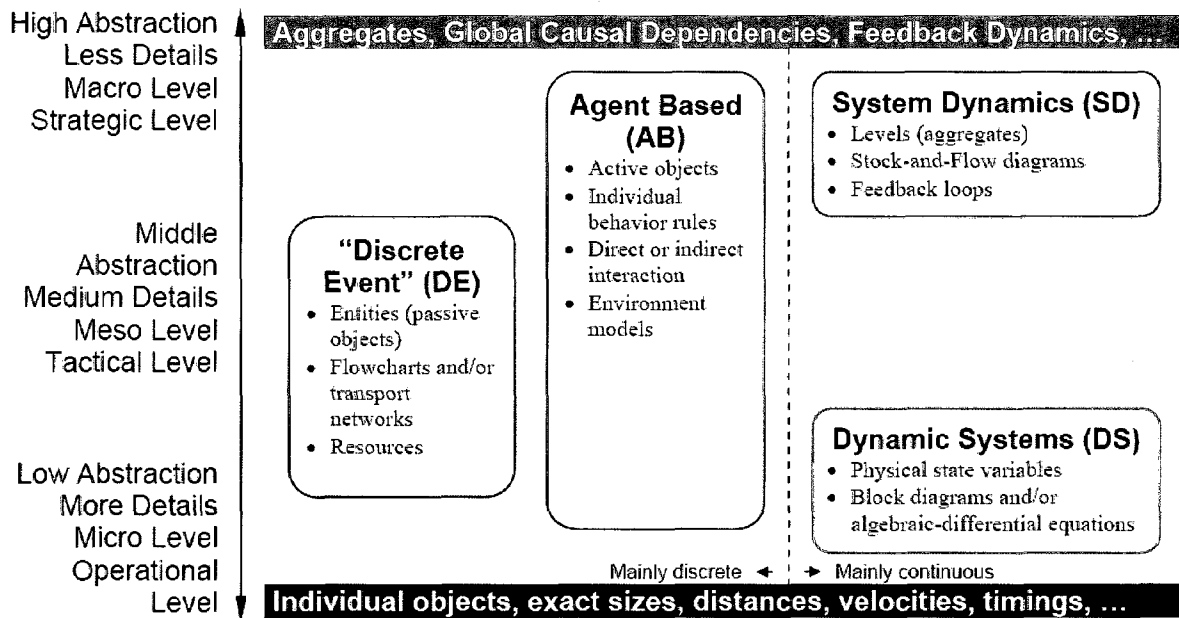 High Abstraction
Less Details
Macro Level
Strategic Level
Middle
Abstraction
Medium Details
Meso Level
Tactical Level
Low Abstraction
More Details
Micro Level
Operational
Level
Aggregates, Global Causal Dependencies, Feedback Dynamics, ...
"Discrete
Event" (DE)
• Entities (passive
objects)
• Flowcharts and/or
transport
networks
• Resources
Agent Based
(AB)
• Active objects
• Individual
behavior rules
• Direct or indirect
interaction
• Environment
models
System Dynamics (SD)
• Levels (aggregates)
• Stock-and-Flow diagrams
• Feedback loops
Dynamic Systems (DS)
• Physical state variables
• Block diagrams and/or
algebraic-differential equations
Mainly discrete
Mainly continuous
Individual objects, exact sizes, distances, velocities, timings, ...